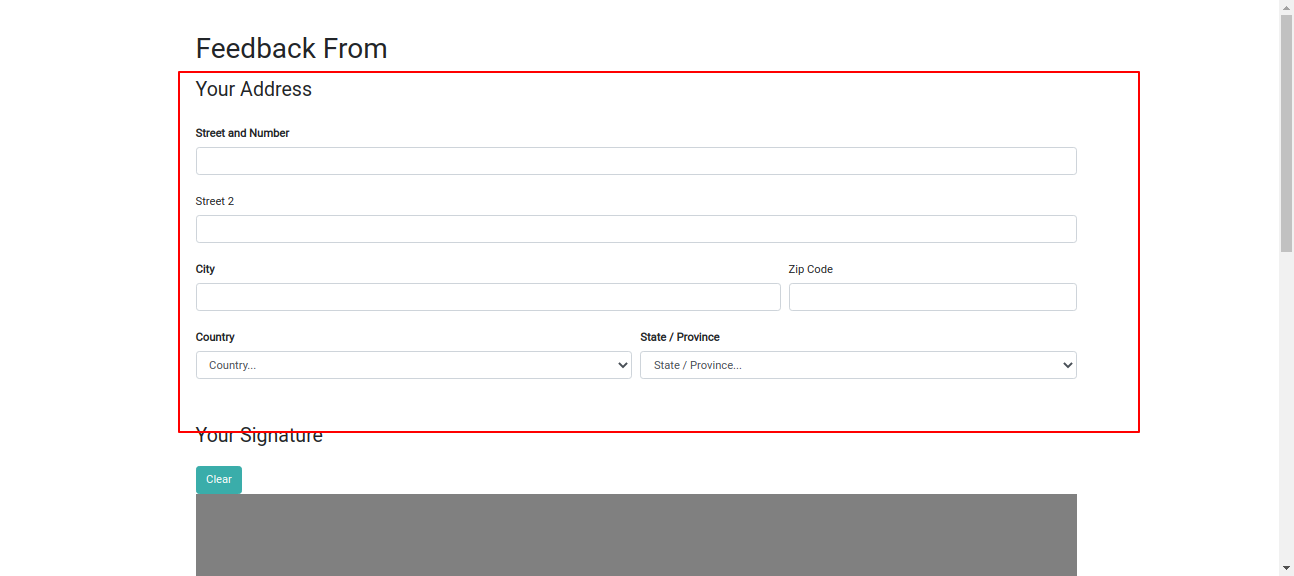 Feedback From
Your Address
Street and Number
Street 2
City
Zip Code
Country
State / Province
Country...
State / Province...
Your Signature
Clear